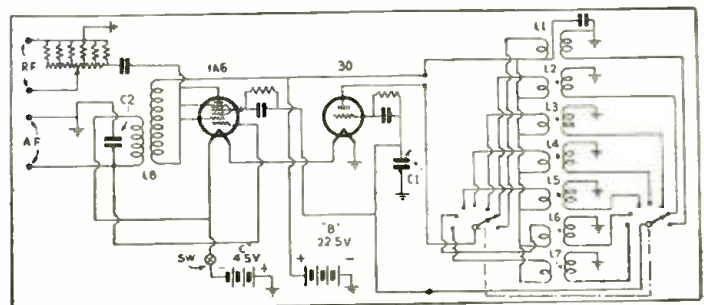 L1
RF
1A6
30
L2
C2
L3
AF
L4
C1
L8
L5
"B"
22.5V
L6
"C"
4.5V
SW
- +
+ -
L7